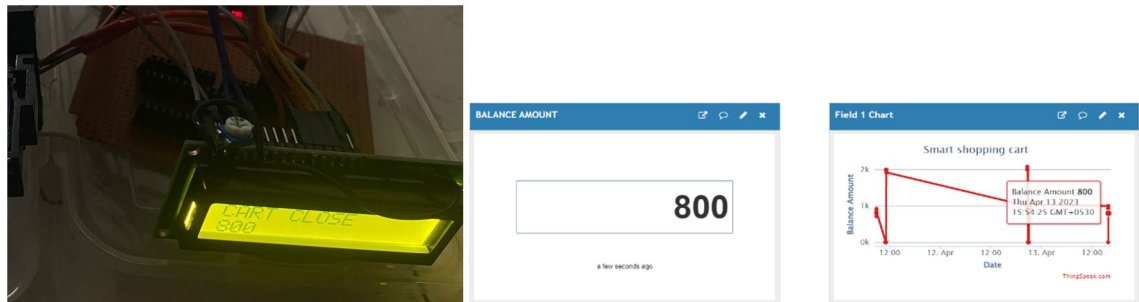 CART CLOSE
800
BALANCE AMOUNT
800
a few seconds ago
Field 1 Chart
Smart shopping cart
Balance Amount
2k
1k
0k
Balance Amount 800
Thu Apr 13 2023
15:54:25 GMT+0530
12:00 12. Apr 12:00 13. Apr 12:00
Date
ThingSpeak.com